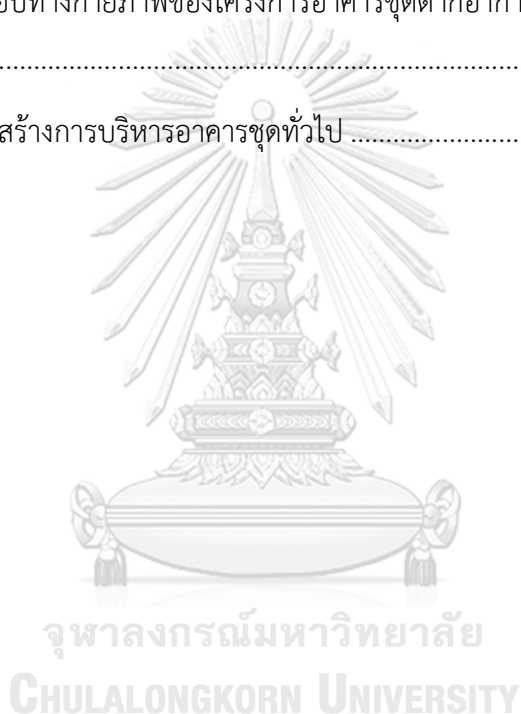 อบทางกายภาพของโครงการอาคารชุดตากอากา
........................................................................
สร้างการบริหารอาคารชุดทั่วไป ........................
จุฬาลงกรณ์มหาวิทยาลัย
CHULALONGKORN UNIVERSITY